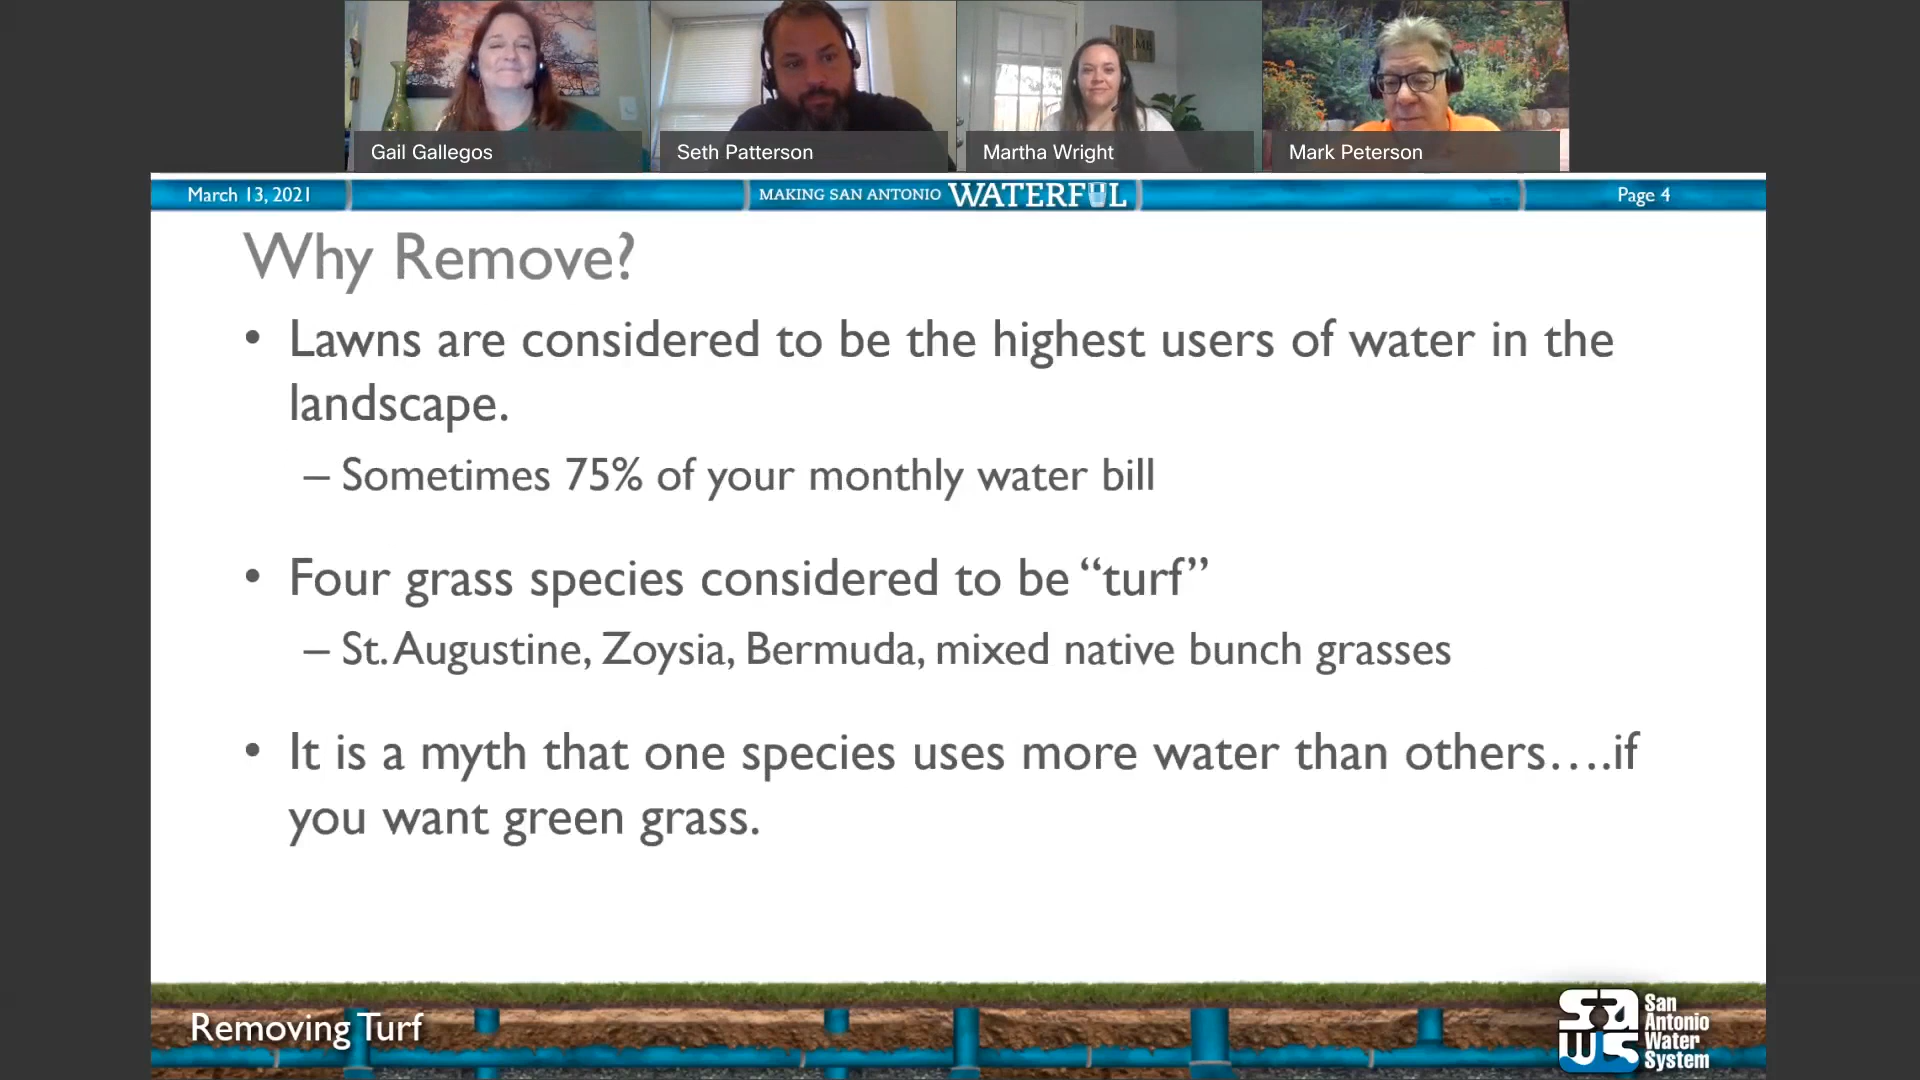 Gail Gallegos
Seth Patterson
Martha Wright
Mark Peterson
March 13, 2021
MAKING SAN ANTONIO WATERFUL
Page 4
Why Remove?
• Lawns are considered to be the highest users of water in the
landscape.
– Sometimes 75% of your monthly water bill
• Four grass species considered to be “turf”
– St. Augustine, Zoysia, Bermuda, mixed native bunch grasses
• It is a myth that one species uses more water than others….if
you want green grass.
Removing Turf
saws
San
Antonio
Water
System